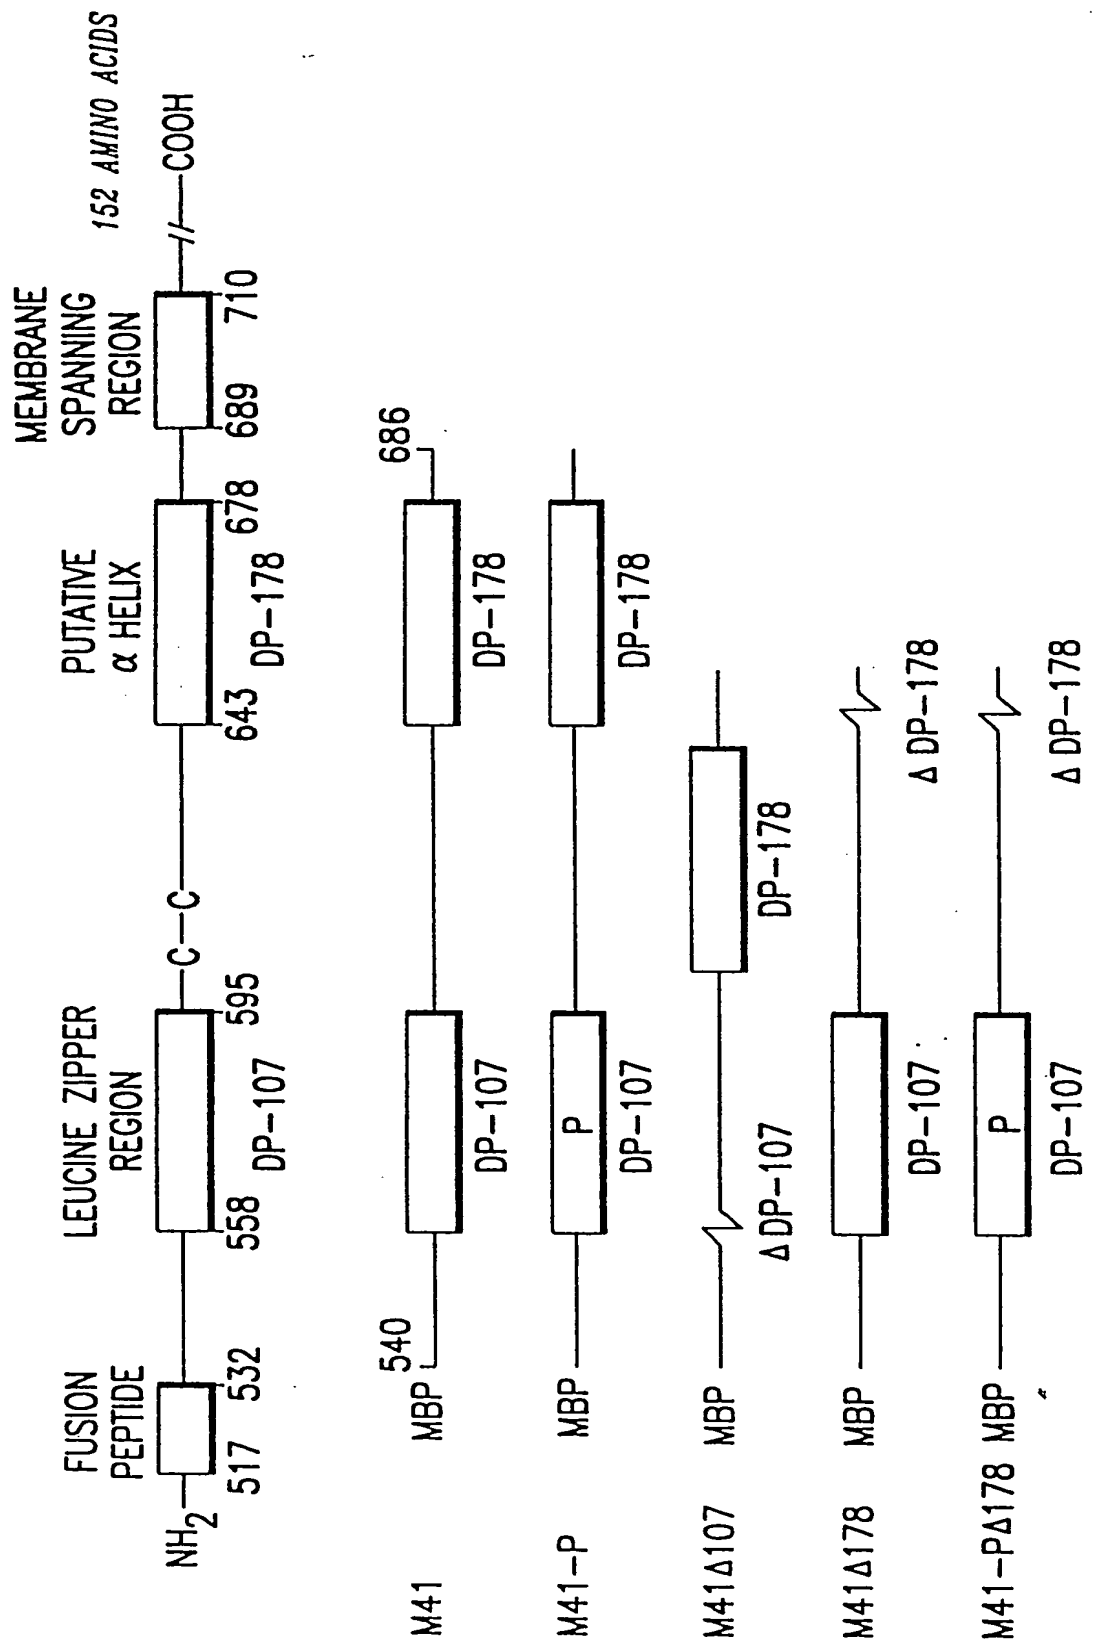 152 AMINO ACIDS
FUSION
PEPTIDE
LEUCINE ZIPPER
REGION
PUTATIVE
α HELIX
MEMBRANE
SPANNING
REGION
NH2 C C COOH
517 532 558 595 643 678 689 710
DP-107 DP-178
540 686
M41 MBP
DP-107 DP-178
M41-P MBP P
DP-107 DP-178
M41Δ107 MBP
ΔDP-107 DP-178
M41Δ178 MBP
DP-107 ΔDP-178
M41-PΔ178 MBP P
DP-107 ΔDP-178